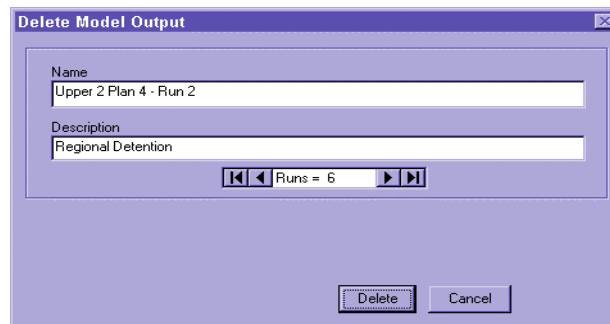 Delete Model Output
Name
Upper 2 Plan 4 - Run 2
Description
Regional Detention
Runs = 6
Delete Cancel